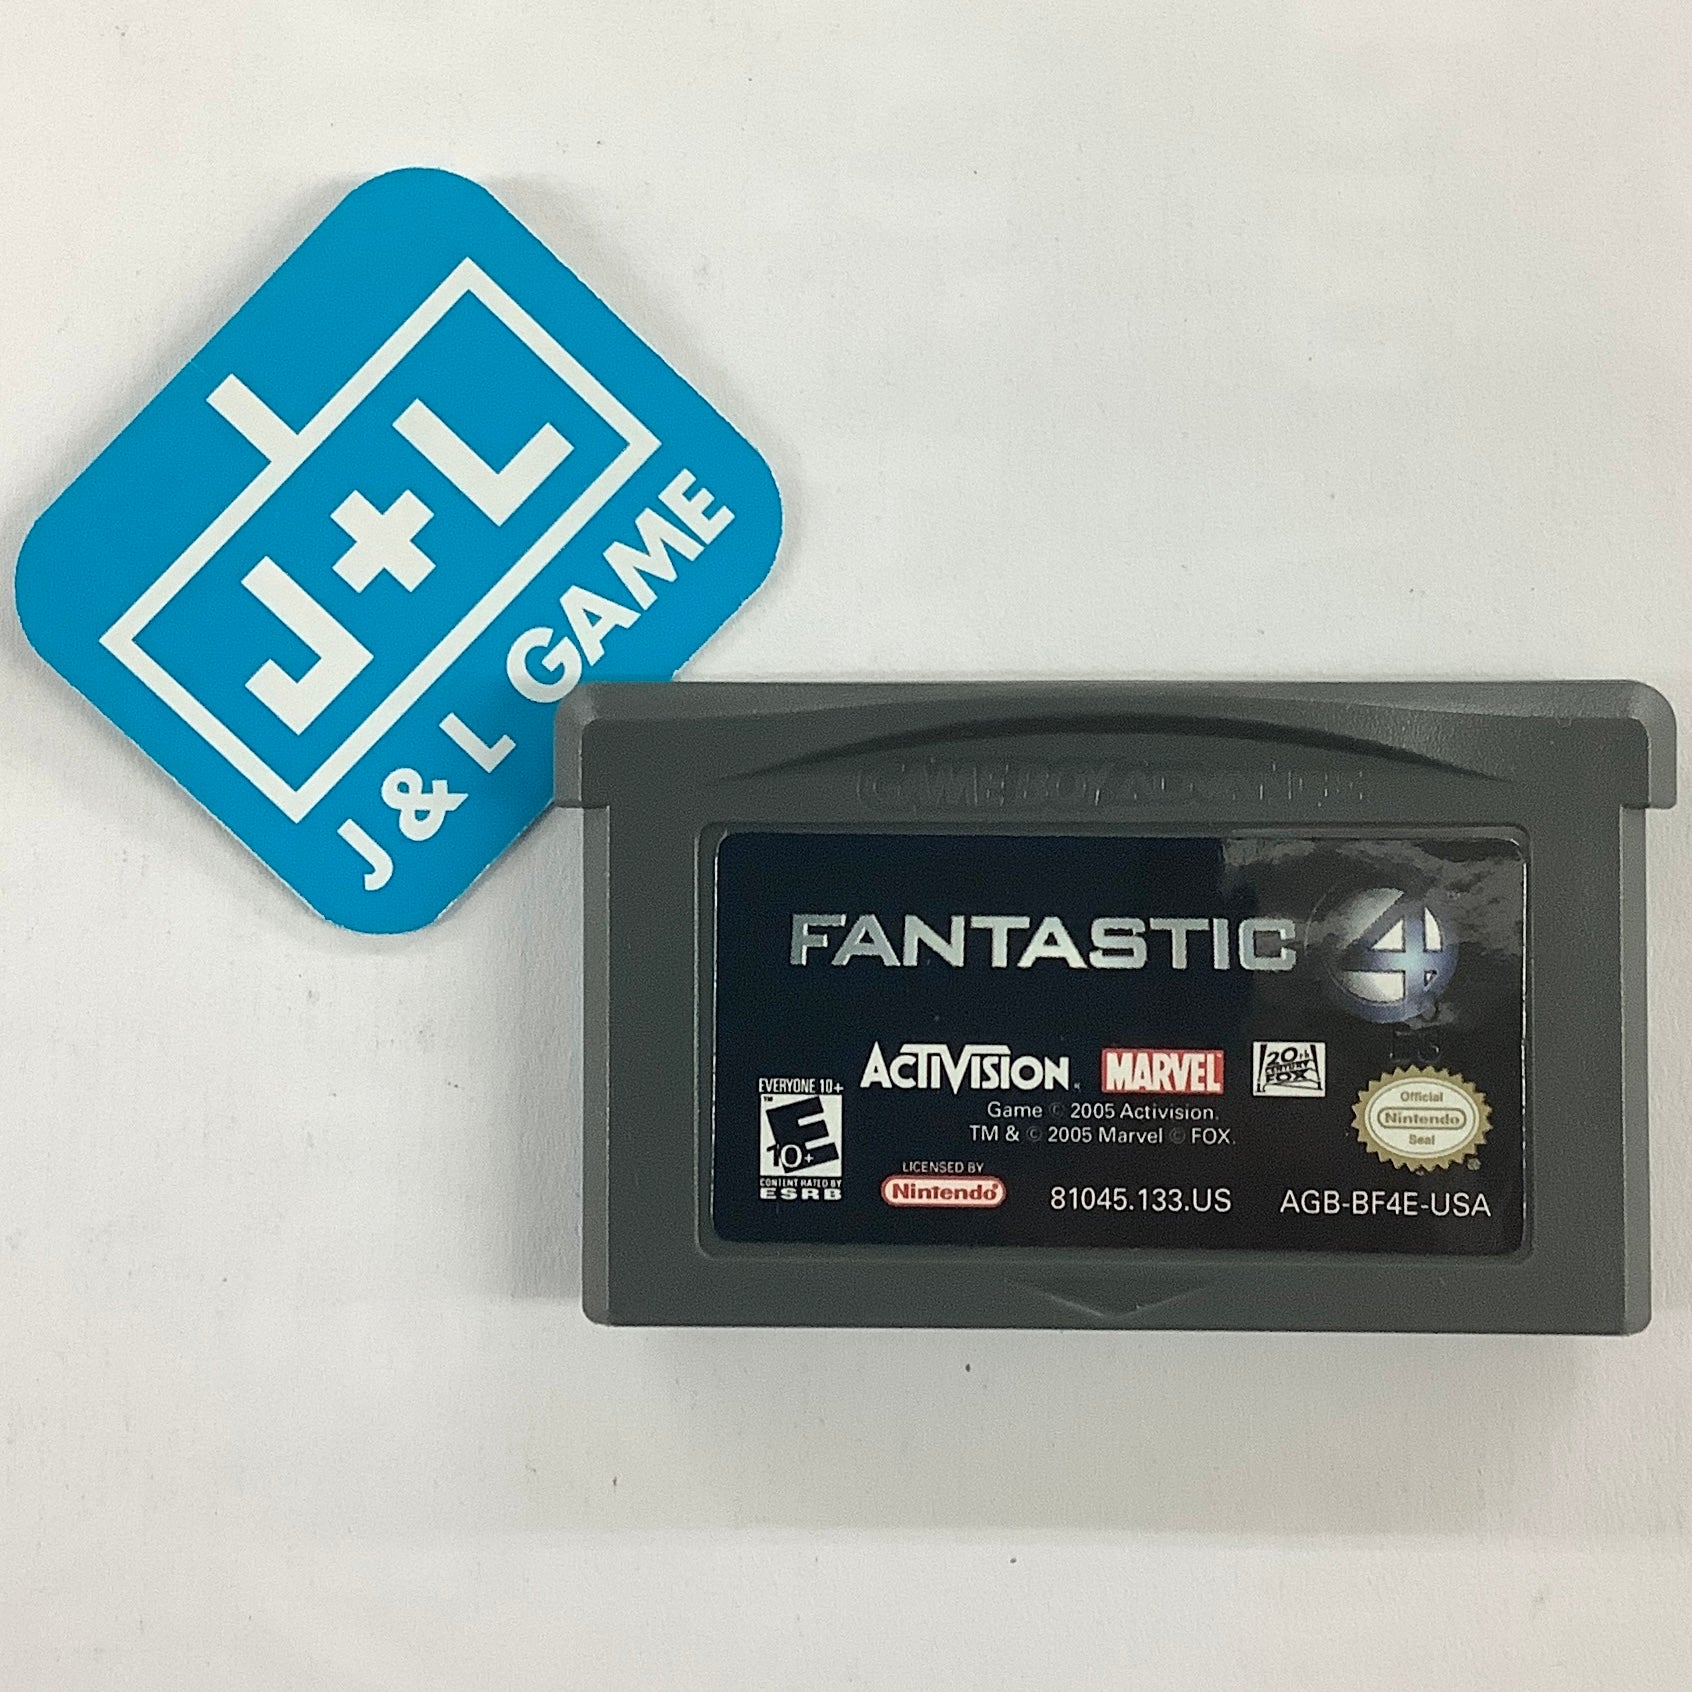 J+L
J & L GAME
GAME BOY ADVANCE
FANTASTIC 4
ACTIVISION® MARVEL 20th CENTURY FOX
EVERYONE 10+
E™
10+
CONTENT RATED BY
ESRB
Game © 2005 Activision.
TM & © 2005 Marvel © FOX.
Official
Nintendo
Seal
®
LICENSED BY
Nintendo®
81045.133.US
AGB-BF4E-USA